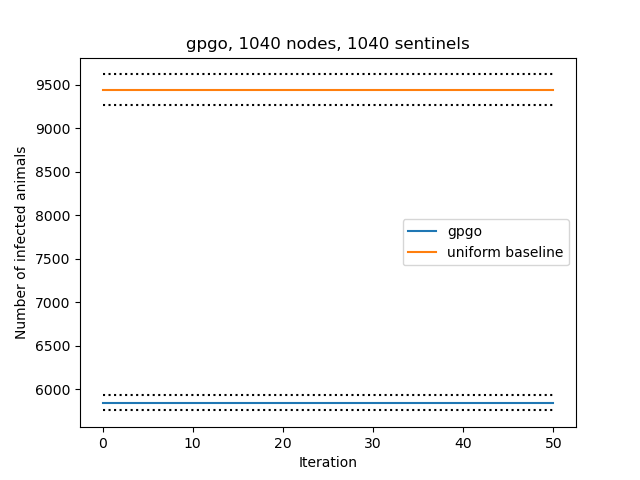 gpgo, 1040 nodes, 1040 sentinels
Number of infected animals
9500
9000
8500
8000
7500
7000
6500
6000
gpgo
uniform baseline
0 10 20 30 40 50
Iteration